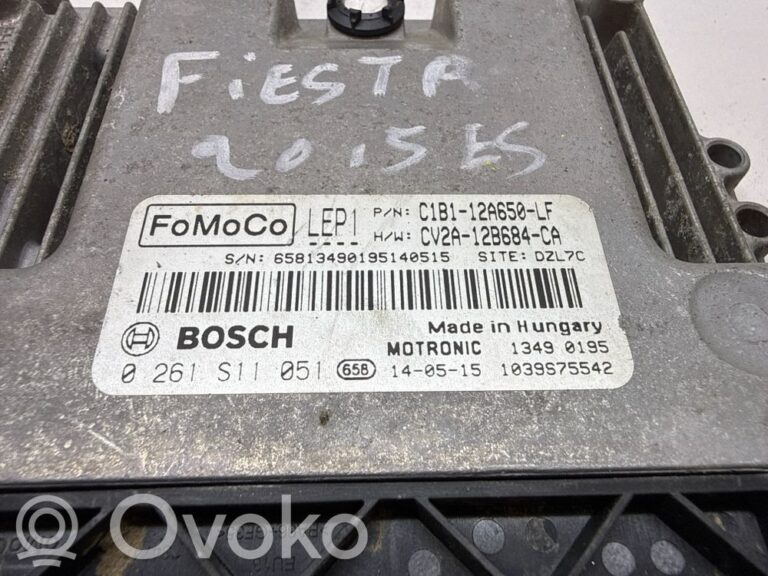 FiESTA
2015 ES
FoMoCo LEP1 P/N: C1B1-12A650-LF
H/W: CV2A-12B684-CA
S/N: 65813490195140515 SITE: DZL7C
BOSCH
Made in Hungary
MOTRONIC 1349 0195
0 261 S11 051 658 14-05-15 1039S75542
Ovoko